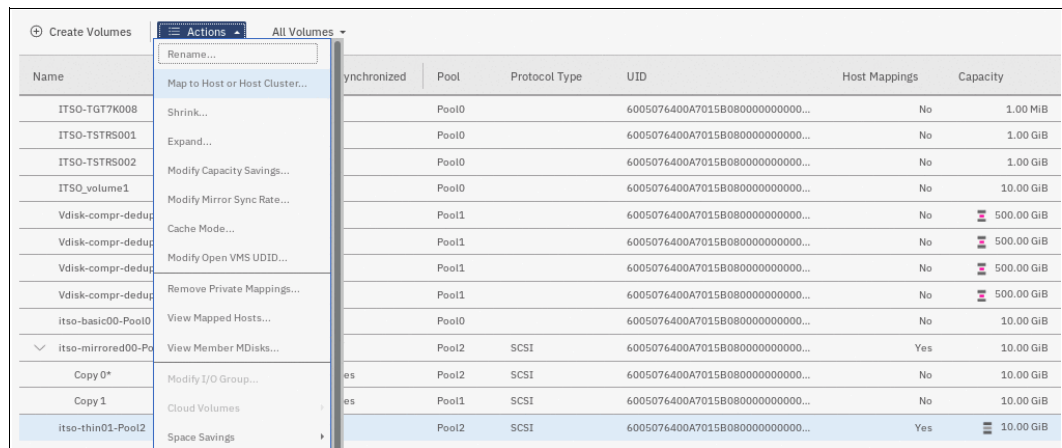 Create Volumes Actions All Volumes
Rename...
Name ynchronized Pool Protocol Type UID Host Mappings Capacity
Map to Host or Host Cluster...
ITSO-TGT7K008 Pool0 6005076400A7015B080000000000... No 1.00 MiB
Shrink...
ITSO-TSTRS001 Pool0 6005076400A7015B080000000000... No 1.00 GiB
Expand...
ITSO-TSTRS002 Pool0 6005076400A7015B080000000000... No 1.00 GiB
Modify Capacity Savings...
ITSO_volume1 Pool0 6005076400A7015B080000000000... No 10.00 GiB
Modify Mirror Sync Rate...
Vdisk-compr-dedup Pool1 6005076400A7015B080000000000... No 500.00 GiB
Cache Mode...
Vdisk-compr-dedup Pool1 6005076400A7015B080000000000... No 500.00 GiB
Modify Open VMS UDID...
Vdisk-compr-dedup Pool1 6005076400A7015B080000000000... No 500.00 GiB
Remove Private Mappings...
Vdisk-compr-dedup Pool1 6005076400A7015B080000000000... No 500.00 GiB
View Mapped Hosts...
itso-basic00-Pool0 Pool0 6005076400A7015B080000000000... No 10.00 GiB
View Member MDisks...
itso-mirrored00-Po Pool2 SCSI 6005076400A7015B080000000000... Yes 10.00 GiB
Copy 0* es Pool2 SCSI 6005076400A7015B080000000000... No 10.00 GiB
Modify I/O Group...
Copy 1 es Pool1 SCSI 6005076400A7015B080000000000... No 10.00 GiB
Cloud Volumes
itso-thin01-Pool2 Pool2 SCSI 6005076400A7015B080000000000... Yes 10.00 GiB
Space Savings